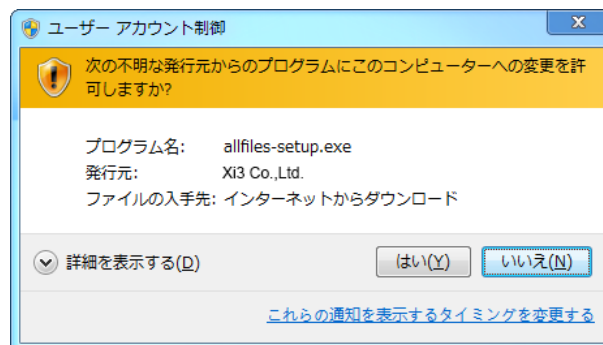 ユーザー アカウント制御
次の不明な発行元からのプログラムにこのコンピューターへの変更を許
可しますか?
プログラム名: allfiles-setup.exe
発行元: Xi3 Co.,Ltd.
ファイルの入手先: インターネットからダウンロード
詳細を表示する(D) はい(Y) いいえ(N)
これらの通知を表示するタイミングを変更する